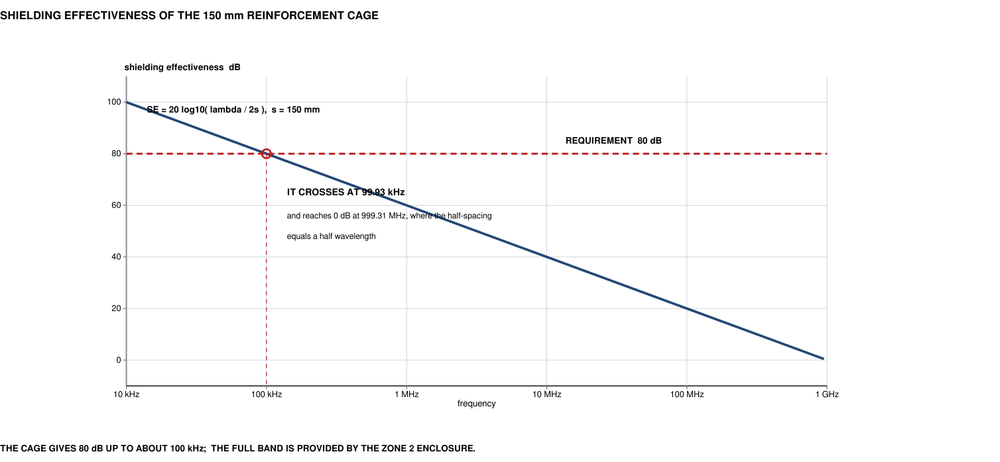 SHIELDING EFFECTIVENESS OF THE 150 mm REINFORCEMENT CAGE
shielding effectiveness  dB
100
SE = 20 log10( lambda / 2s ),  s = 150 mm
REQUIREMENT  80 dB
80
IT CROSSES AT 99.93 kHz
60
and reaches 0 dB at 999.31 MHz, where the half-spacing
equals a half wavelength
40
20
0
10 kHz
100 kHz
1 MHz
10 MHz
100 MHz
1 GHz
frequency
THE CAGE GIVES 80 dB UP TO ABOUT 100 kHz;  THE FULL BAND IS PROVIDED BY THE ZONE 2 ENCLOSURE.